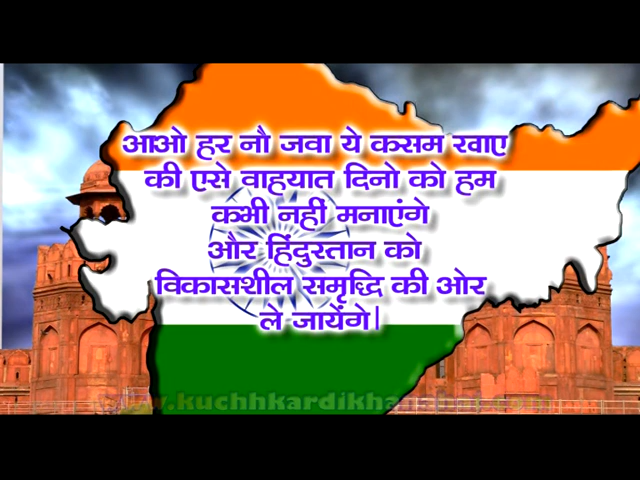 आओ हर नौ जवा ये कसम खाए
की एसे वाहयात दिनो को हम
कभी नहीं मनाएंगे
और हिंदुस्तान को
विकासशील समृद्धि की ओर
ले जायेंगे।